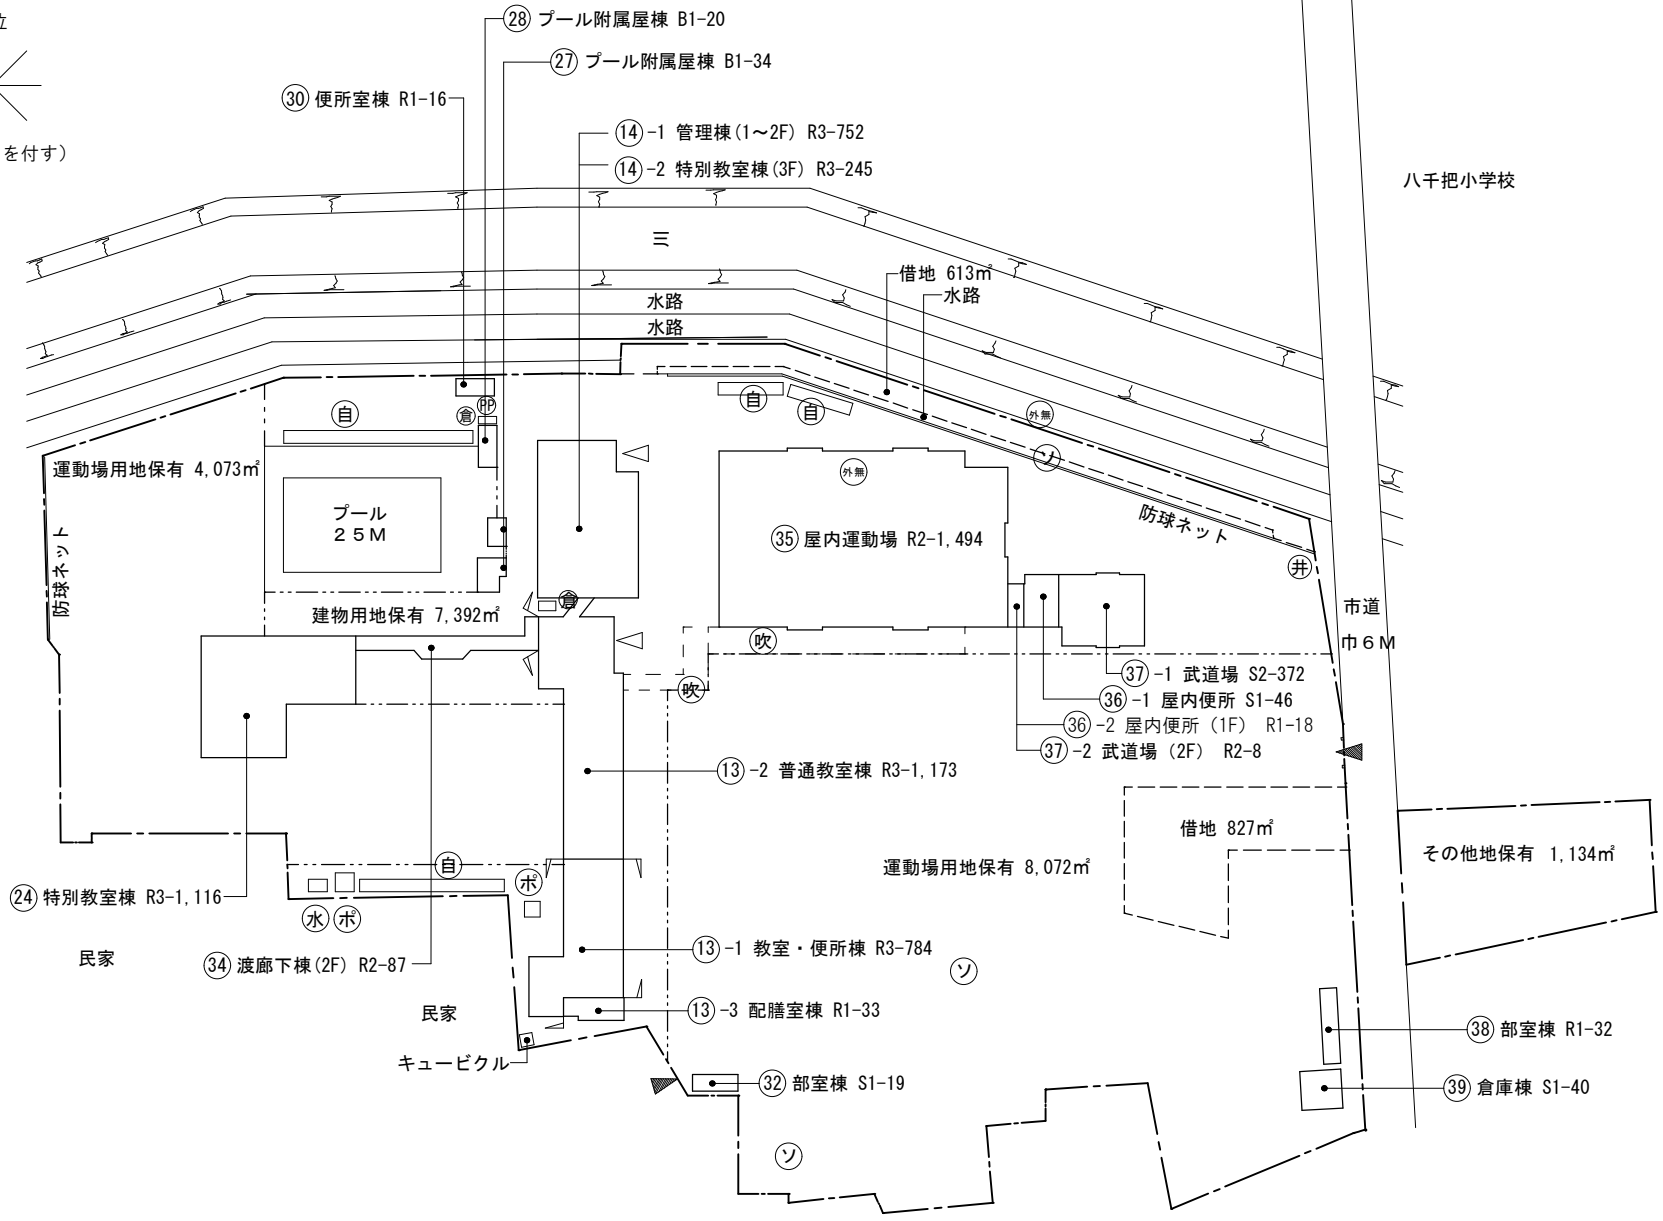 位
㉘ プール附属屋棟 B1-20
㉗ プール附属屋棟 B1-34
㉚ 便所室棟 R1-16
を付す）
⑭ -1 管理棟(1～2F) R3-752
⑭ -2 特別教室棟(3F) R3-245
八千把小学校
三
借地 613㎡
水路
水路
水路
自
倉
PP
自
自
外無
ソ
運動場用地保有 4,073㎡
防球ネット
プール
２５Ｍ
外無
㉟ 屋内運動場 R2-1,494
防球ネット
井
倉
建物用地保有 7,392㎡
市道
巾６Ｍ
吹
吹
㊲ -1 武道場 S2-372
㊱ -1 屋内便所 S1-46
㊱ -2 屋内便所（1F） R1-18
㊲ -2 武道場（2F） R2-8
⑬ -2 普通教室棟 R3-1,173
借地 827㎡
その他地保有 1,134㎡
運動場用地保有 8,072㎡
自
ポ
㉔ 特別教室棟 R3-1,116
水
ポ
民家
㉞ 渡廊下棟(2F) R2-87
⑬ -1 教室・便所棟 R3-784
ソ
⑬ -3 配膳室棟 R1-33
民家
㊳ 部室棟 R1-32
キュービクル
㉜ 部室棟 S1-19
㊴ 倉庫棟 S1-40
ソ